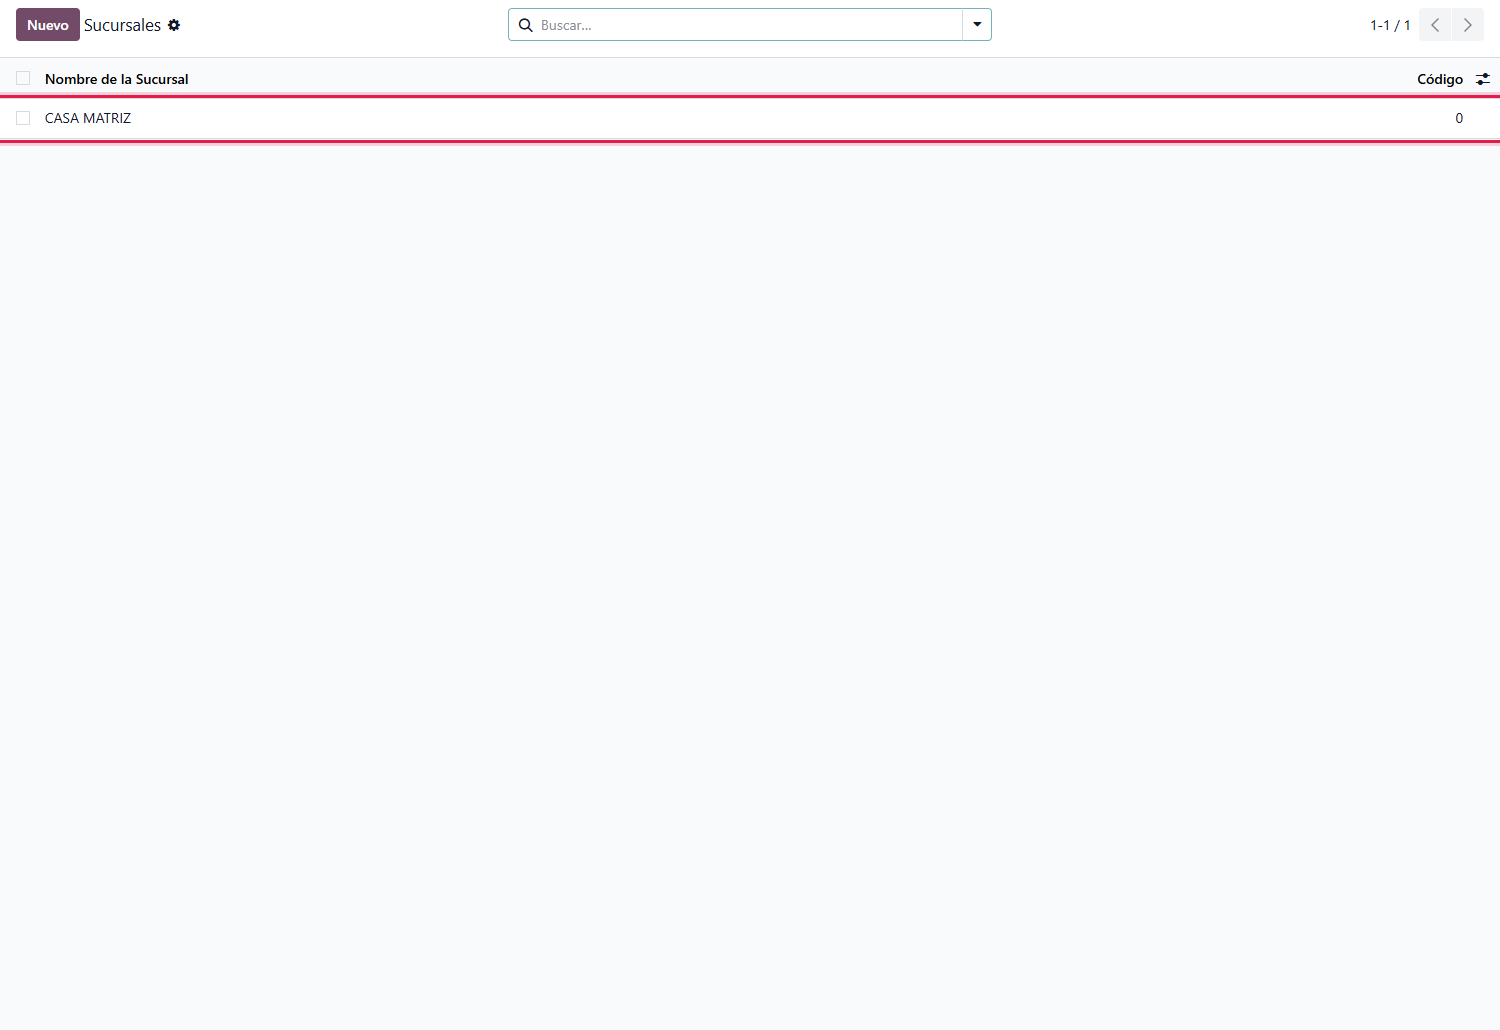 Nuevo Sucursales
Buscar...
1-1 / 1
Nombre de la Sucursal Código
CASA MATRIZ 0